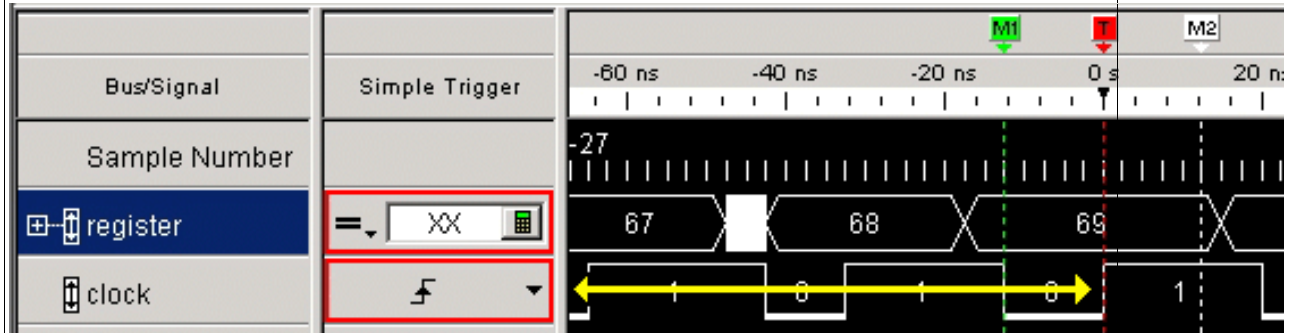 M1 T M2
Bus/Signal Simple Trigger -60 ns -40 ns -20 ns 0 s 20 n
Sample Number -27
register = XX 67 68 69
clock 1 0 1 0 1